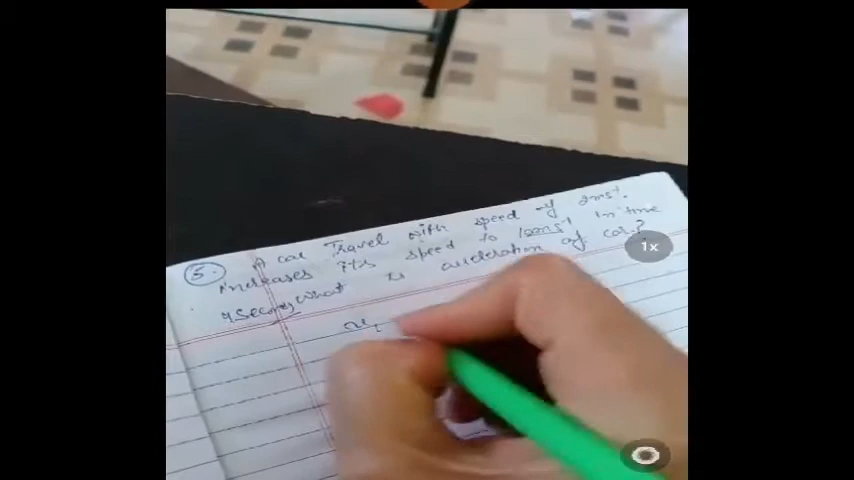 5. A car Travel with speed of 2ms⁻¹.
increases its speed to 10ms⁻¹ in time
4 second, What is acceleration of car?
u,
1x